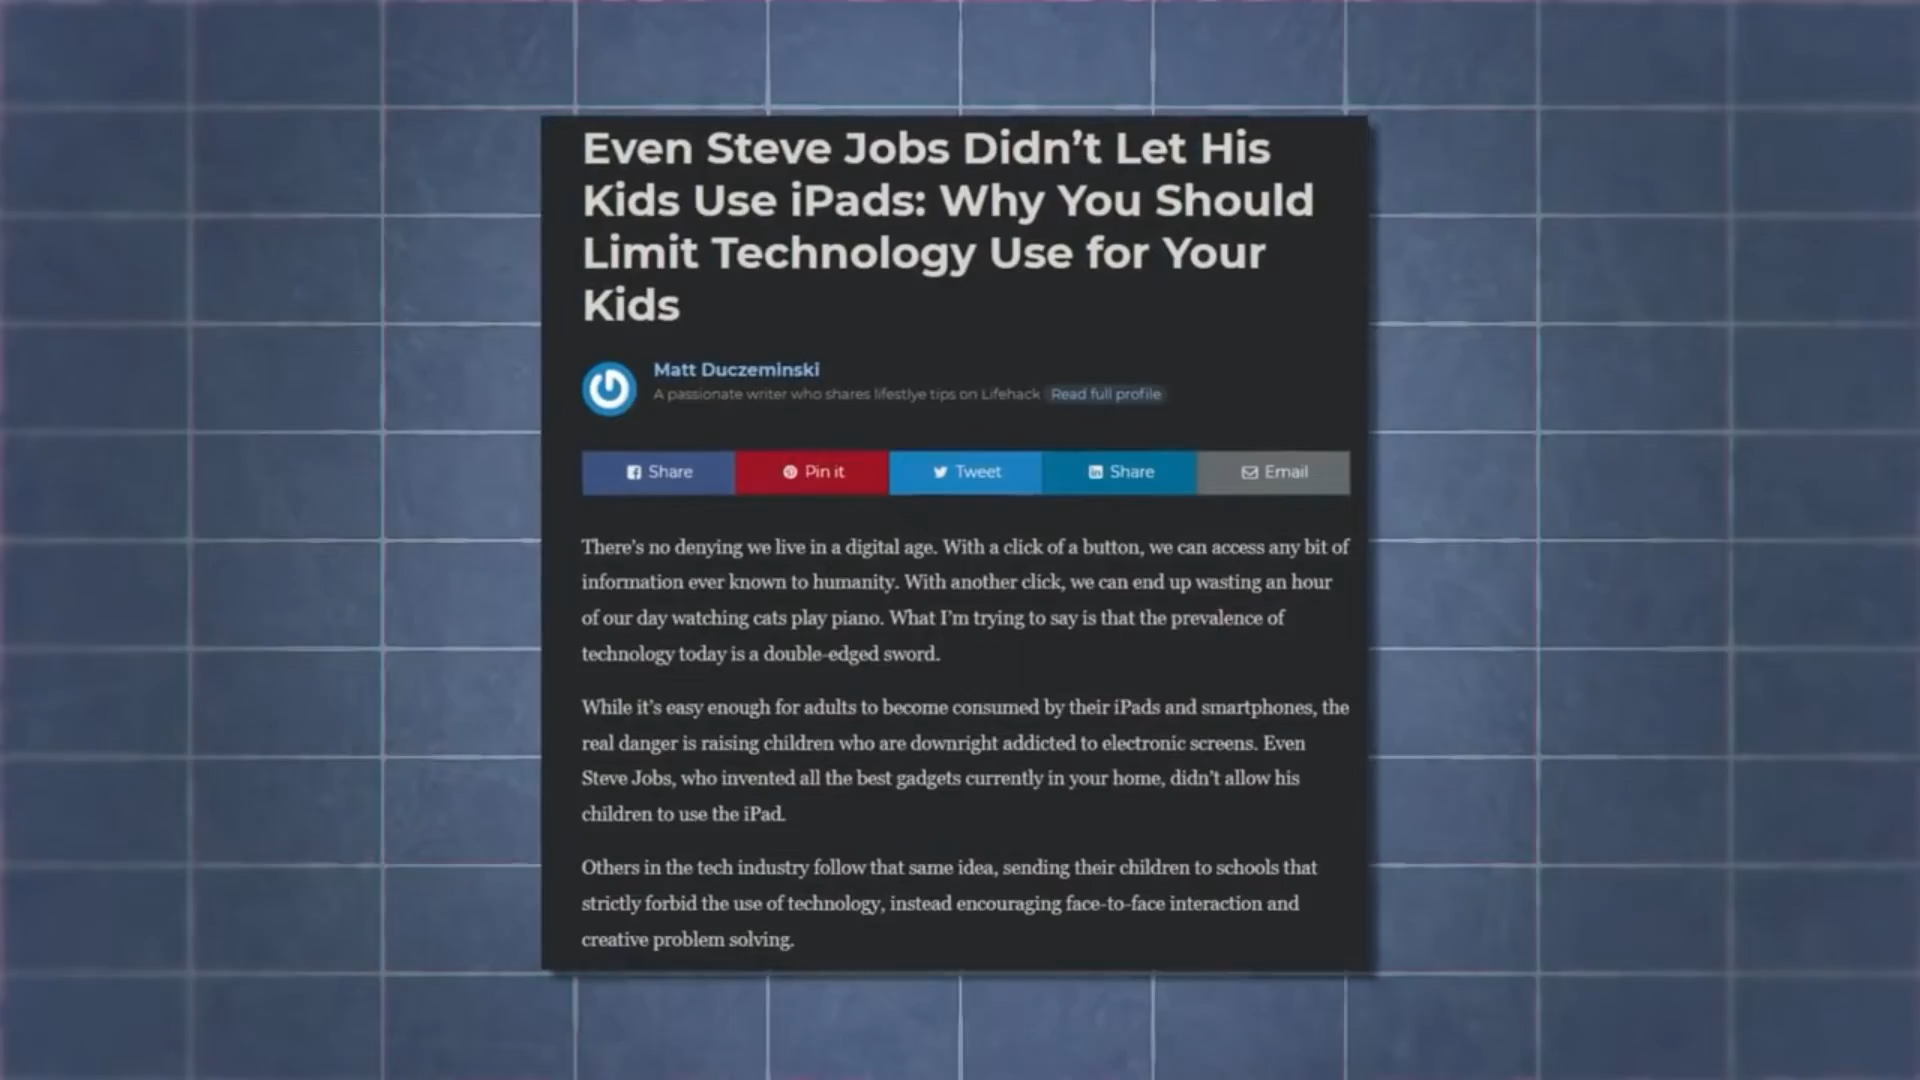 Even Steve Jobs Didn’t Let His
Kids Use iPads: Why You Should
Limit Technology Use for Your
Kids
Matt Duczeminski
A passionate writer who shares lifestlye tips on Lifehack Read full profile
Share Pin it Tweet Share Email
There’s no denying we live in a digital age. With a click of a button, we can access any bit of
information ever known to humanity. With another click, we can end up wasting an hour
of our day watching cats play piano. What I’m trying to say is that the prevalence of
technology today is a double-edged sword.
While it’s easy enough for adults to become consumed by their iPads and smartphones, the
real danger is raising children who are downright addicted to electronic screens. Even
Steve Jobs, who invented all the best gadgets currently in your home, didn’t allow his
children to use the iPad.
Others in the tech industry follow that same idea, sending their children to schools that
strictly forbid the use of technology, instead encouraging face-to-face interaction and
creative problem solving.